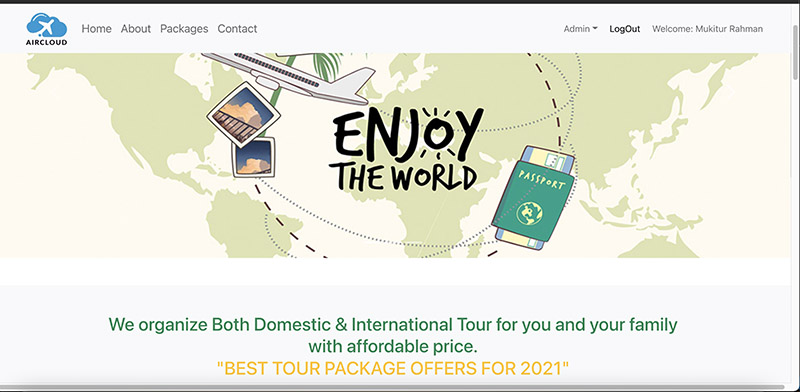 AIRCLOUD
Home About Packages Contact Admin LogOut Welcome: Mukitur Rahman
ENJOY
THE WORLD
PASSPORT
We organize Both Domestic & International Tour for you and your family
with affordable price.
"BEST TOUR PACKAGE OFFERS FOR 2021"